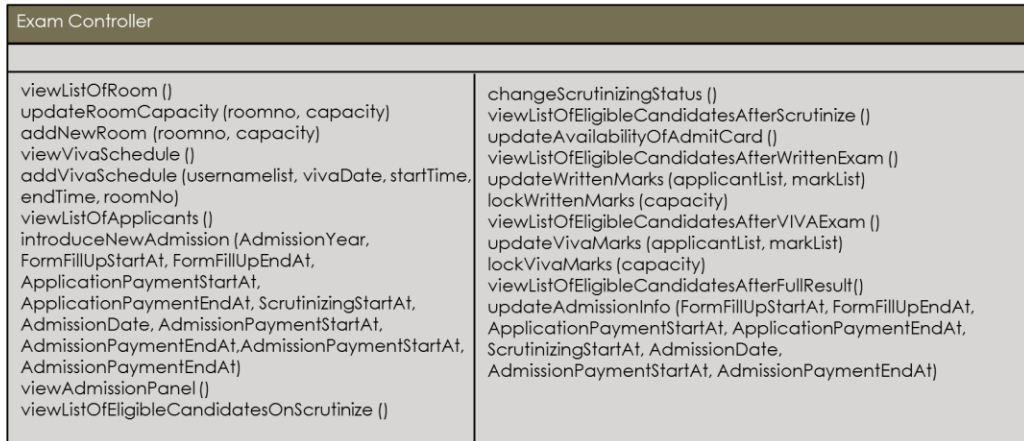 Exam Controller
viewListOfRoom ()
updateRoomCapacity (roomno, capacity)
addNewRoom (roomno, capacity)
viewVivaSchedule ()
addVivaSchedule (usernamelist, vivaDate, startTime,
endTime, roomNo)
viewListOfApplicants ()
introduceNewAdmission (AdmissionYear,
FormFillUpStartAt, FormFillUpEndAt,
ApplicationPaymentStartAt,
ApplicationPaymentEndAt, ScrutinizingStartAt,
AdmissionDate, AdmissionPaymentStartAt,
AdmissionPaymentEndAt,AdmissionPaymentStartAt,
AdmissionPaymentEndAt)
viewAdmissionPanel ()
viewListOfEligibleCandidatesOnScrutinize ()
changeScrutinizingStatus ()
viewListOfEligibleCandidatesAfterScrutinize ()
updateAvailabilityOfAdmitCard ()
viewListOfEligibleCandidatesAfterWrittenExam ()
updateWrittenMarks (applicantList, markList)
lockWrittenMarks (capacity)
viewListOfEligibleCandidatesAfterVIVAExam ()
updateVivaMarks (applicantList, markList)
lockVivaMarks (capacity)
viewListOfEligibleCandidatesAfterFullResult()
updateAdmissionInfo (FormFillUpStartAt, FormFillUpEndAt,
ApplicationPaymentStartAt, ApplicationPaymentEndAt,
ScrutinizingStartAt, AdmissionDate,
AdmissionPaymentStartAt, AdmissionPaymentEndAt)